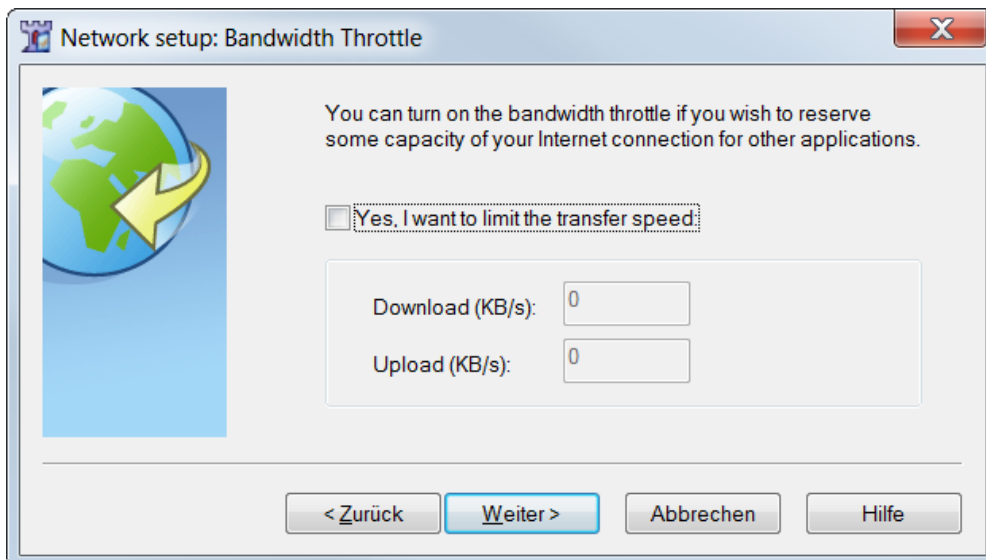 Network setup: Bandwidth Throttle
You can turn on the bandwidth throttle if you wish to reserve
some capacity of your Internet connection for other applications.
Yes, I want to limit the transfer speed:
Download (KB/s): 0
Upload (KB/s): 0
< Zurück Weiter > Abbrechen Hilfe